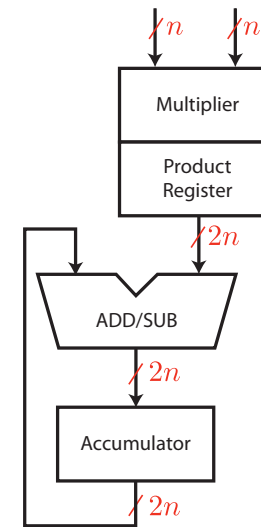 n n
Multiplier
Product
Register
2n
ADD/SUB
2n
Accumulator
2n